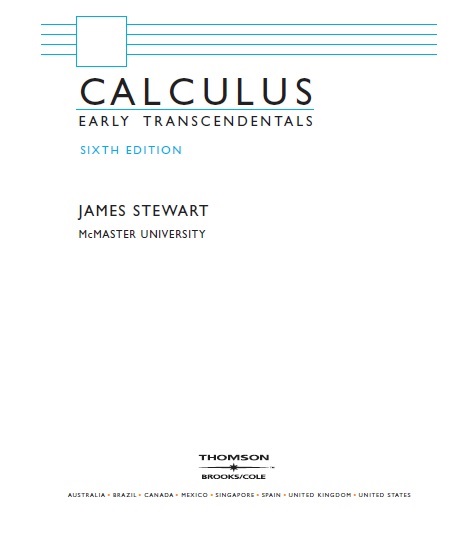 CALCULUS
EARLY TRANSCENDENTALS
SIXTH EDITION
JAMES STEWART
McMASTER UNIVERSITY
THOMSON
BROOKS/COLE
AUSTRALIA • BRAZIL • CANADA • MEXICO • SINGAPORE • SPAIN • UNITED KINGDOM • UNITED STATES